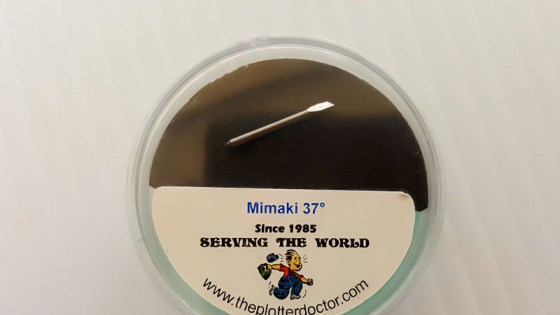 Mimaki 37°
Since 1985
SERVING THE WORLD
www.theplotterdoctor.com